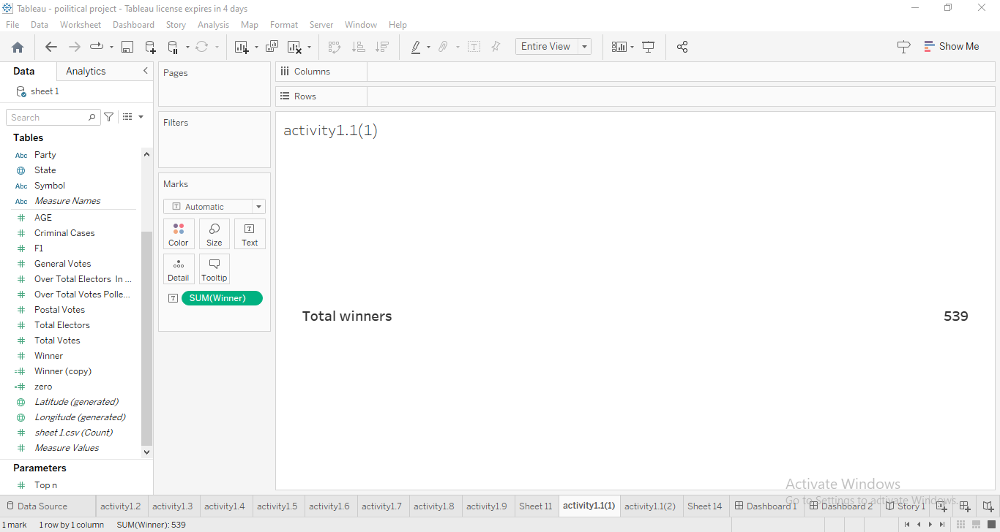 Tableau - poilitical project - Tableau license expires in 4 days
File Data Worksheet Dashboard Story Analysis Map Format Server Window Help
Entire View
Show Me
Data Analytics
sheet 1
Search
Tables
Abc Party
State
Abc Symbol
Abc Measure Names
# AGE
# Criminal Cases
# F1
# General Votes
# Over Total Electors In ...
# Over Total Votes Polle...
# Postal Votes
# Total Electors
# Total Votes
# Winner
=# Winner (copy)
=# zero
Latitude (generated)
Longitude (generated)
# sheet 1.csv (Count)
# Measure Values
Parameters
# Top n
Pages
Filters
Marks
T Automatic
Color Size Text
Detail Tooltip
T SUM(Winner)
Columns
Rows
activity1.1(1)
Total winners 539
Activate Windows
Go to Settings to activate Windows.
Data Source activity1.2 activity1.3 activity1.4 activity1.5 activity1.6 activity1.7 activity1.8 activity1.9 Sheet 11 activity1.1(1) activity1.1(2) Sheet 14 Dashboard 1 Dashboard 2 Story 1
1 mark 1 row by 1 column SUM(Winner): 539